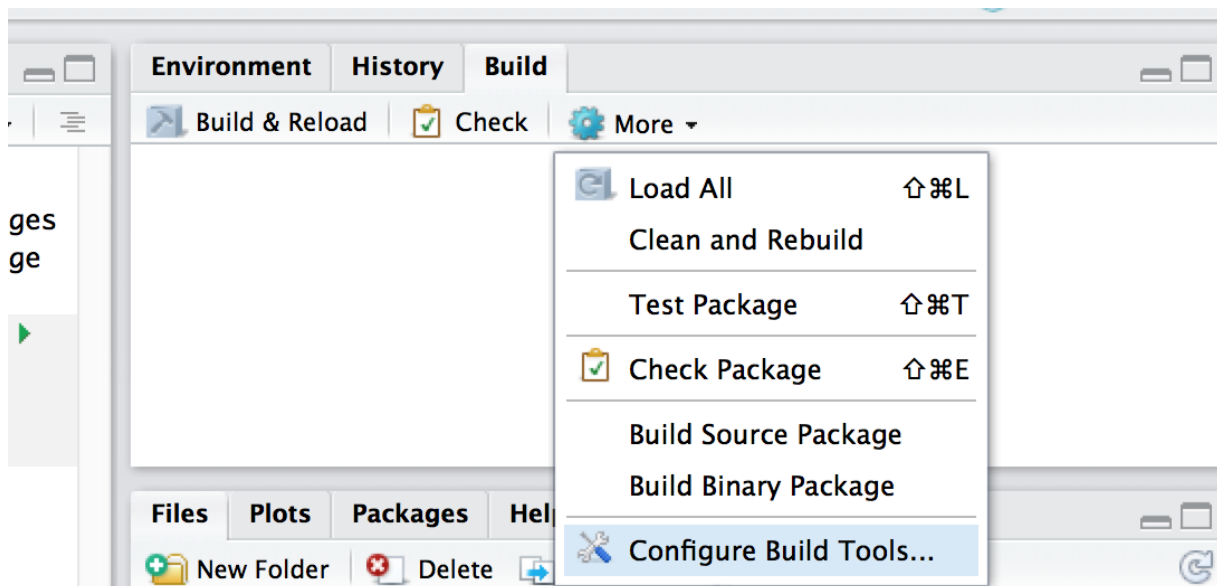 Environment History Build
Build & Reload Check More
Load All ⇧⌘L
ges
Clean and Rebuild
ge
Test Package ⇧⌘T
Check Package ⇧⌘E
Build Source Package
Build Binary Package
Files Plots Packages Hel
Configure Build Tools...
New Folder Delete